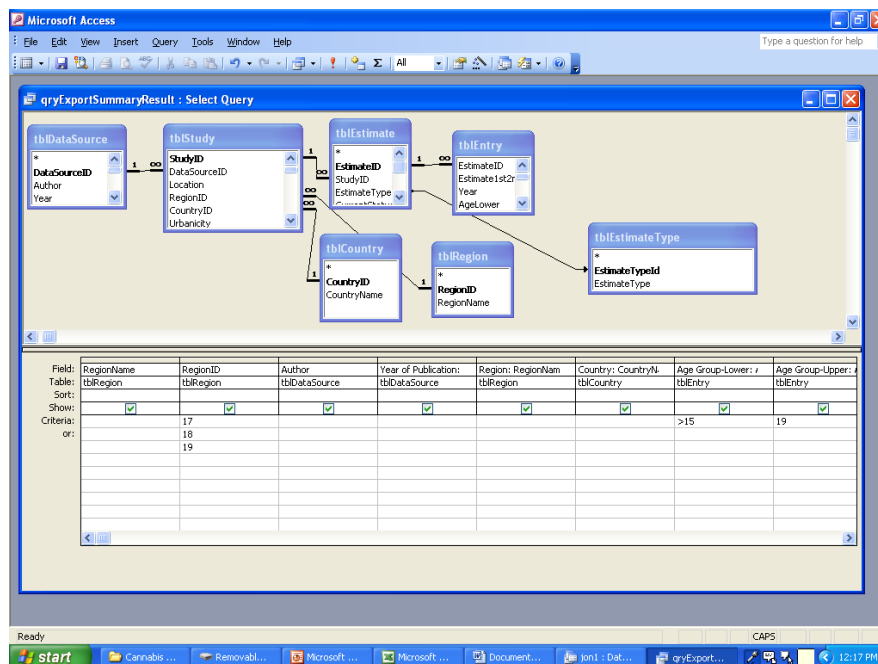 Microsoft Access
File Edit View Insert Query Tools Window Help
Type a question for help
All
qryExportSummaryResult : Select Query
tblDataSource
*
DataSourceID
Author
Year
1 ∞
tblStudy
StudyID
DataSourceID
Location
RegionID
CountryID
Urbanicity
1
∞
∞
∞
tblEstimate
*
EstimateID
StudyID
EstimateType
CurrentStatu
1 ∞
tblEntry
EstimateID
Estimate1st2r
Year
AgeLower
tblCountry
*
CountryID
CountryName
1
tblRegion
*
RegionID
RegionName
1
tblEstimateType
*
EstimateTypeId
EstimateType
Field: RegionName RegionID Author Year of Publication: Region: RegionNam Country: CountryN Age Group-Lower: Age Group-Upper:
Table: tblRegion tblRegion tblDataSource tblDataSource tblRegion tblCountry tblEntry tblEntry
Sort:
Show:
Criteria: 17 >15 19
or: 18
19
Ready CAPS
start Cannabis ... Removabl... Microsoft ... Microsoft ... Document... jon1 : Dat... qryExport... 12:17 PM